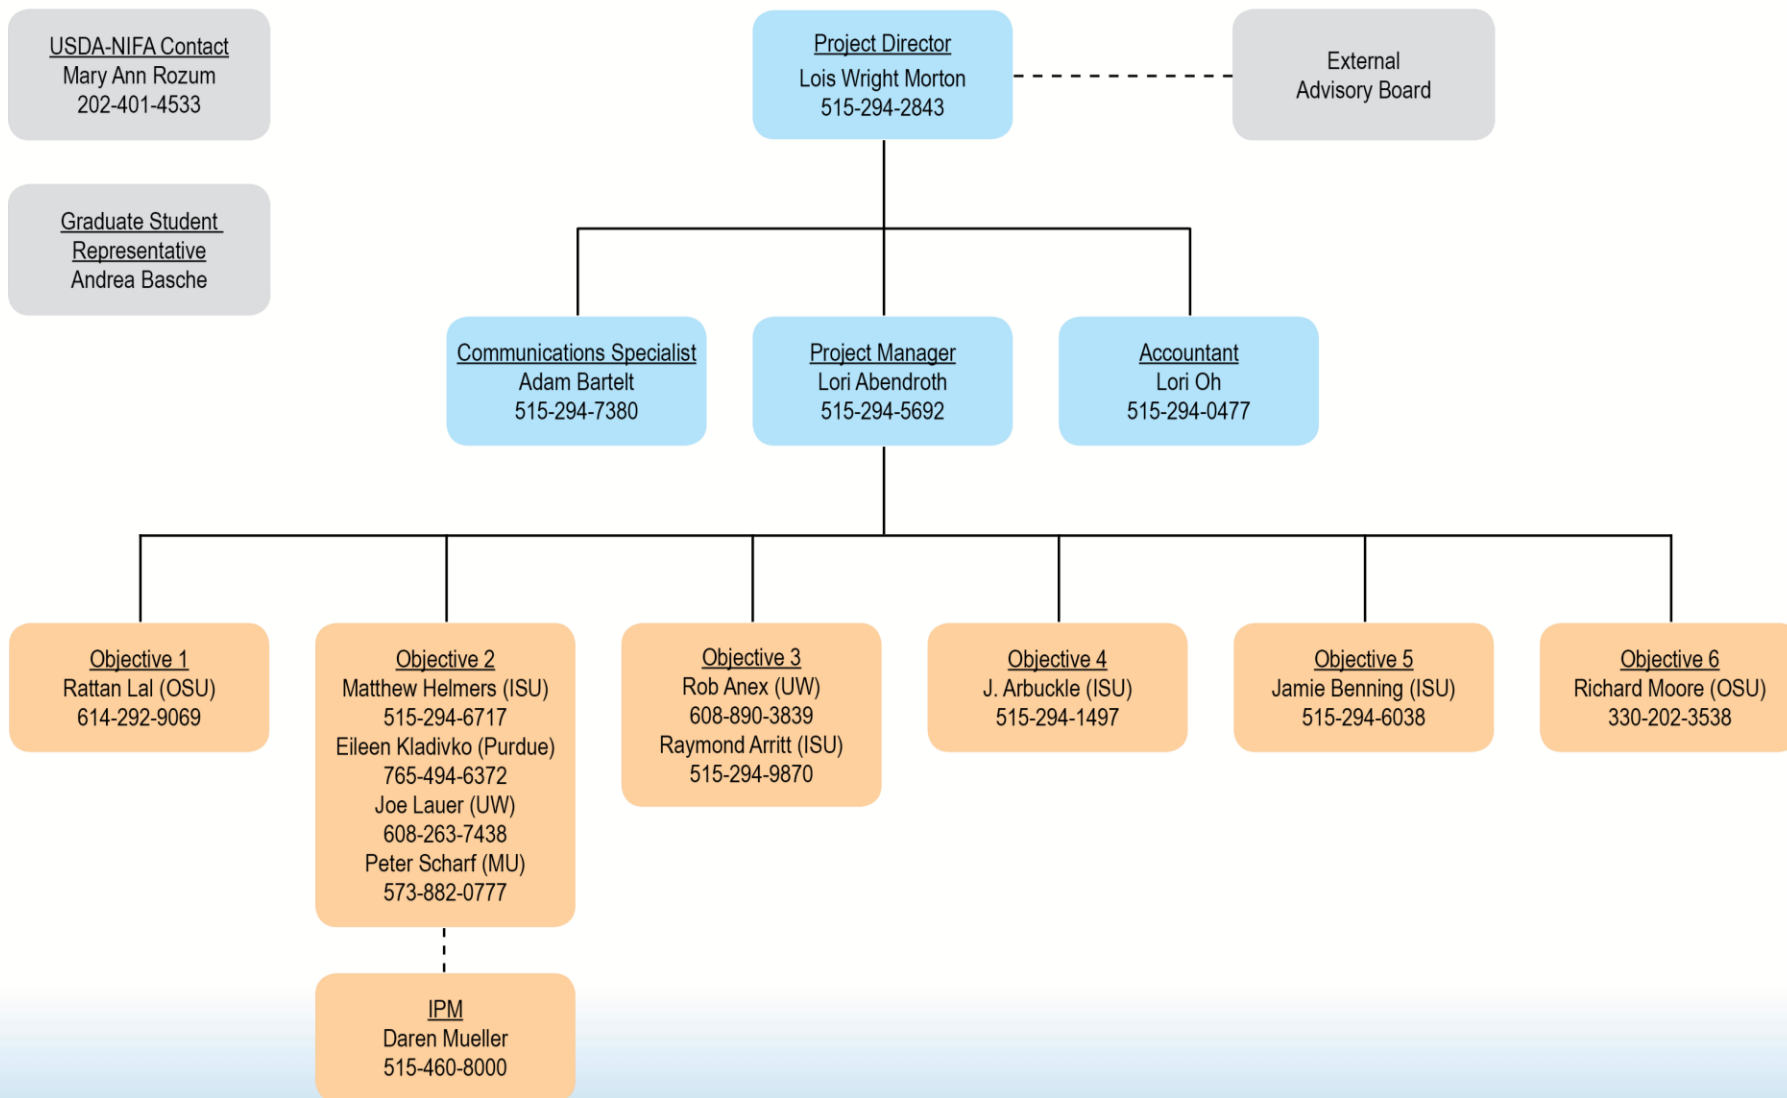 USDA-NIFA Contact
Mary Ann Rozum
202-401-4533
Project Director
Lois Wright Morton
515-294-2843
External
Advisory Board
Graduate Student
Representative
Andrea Basche
Communications Specialist
Adam Bartelt
515-294-7380
Project Manager
Lori Abendroth
515-294-5692
Accountant
Lori Oh
515-294-0477
Objective 1
Rattan Lal (OSU)
614-292-9069
Objective 2
Matthew Helmers (ISU)
515-294-6717
Eileen Kladivko (Purdue)
765-494-6372
Joe Lauer (UW)
608-263-7438
Peter Scharf (MU)
573-882-0777
Objective 3
Rob Anex (UW)
608-890-3839
Raymond Arritt (ISU)
515-294-9870
Objective 4
J. Arbuckle (ISU)
515-294-1497
Objective 5
Jamie Benning (ISU)
515-294-6038
Objective 6
Richard Moore (OSU)
330-202-3538
IPM
Daren Mueller
515-460-8000